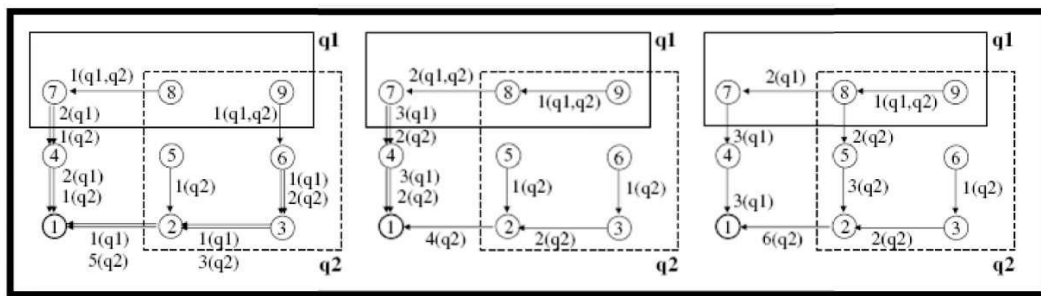 q1
1(q1,q2)
7
8
9
2(q1)
1(q2)
1(q1,q2)
4
5
6
2(q1)
1(q2)
1(q2)
1(q1)
2(q2)
1
2
3
1(q1)
5(q2)
1(q1)
3(q2)
q2
q1
2(q1,q2)
7
8
9
3(q1)
2(q2)
1(q1,q2)
4
5
6
3(q1)
2(q2)
1(q2)
1(q2)
1
2
3
4(q2)
2(q2)
q2
q1
2(q1)
7
8
9
1(q1,q2)
3(q1)
2(q2)
4
5
6
3(q1)
3(q2)
1(q2)
1
2
3
6(q2)
2(q2)
q2